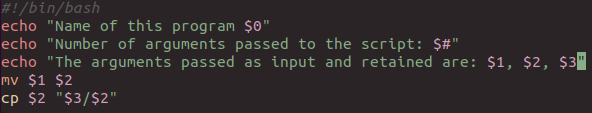 #!/bin/bash
echo "Name of this program $0"
echo "Number of arguments passed to the script: $#"
echo "The arguments passed as input and retained are: $1, $2, $3"
mv $1 $2
cp $2 "$3/$2"